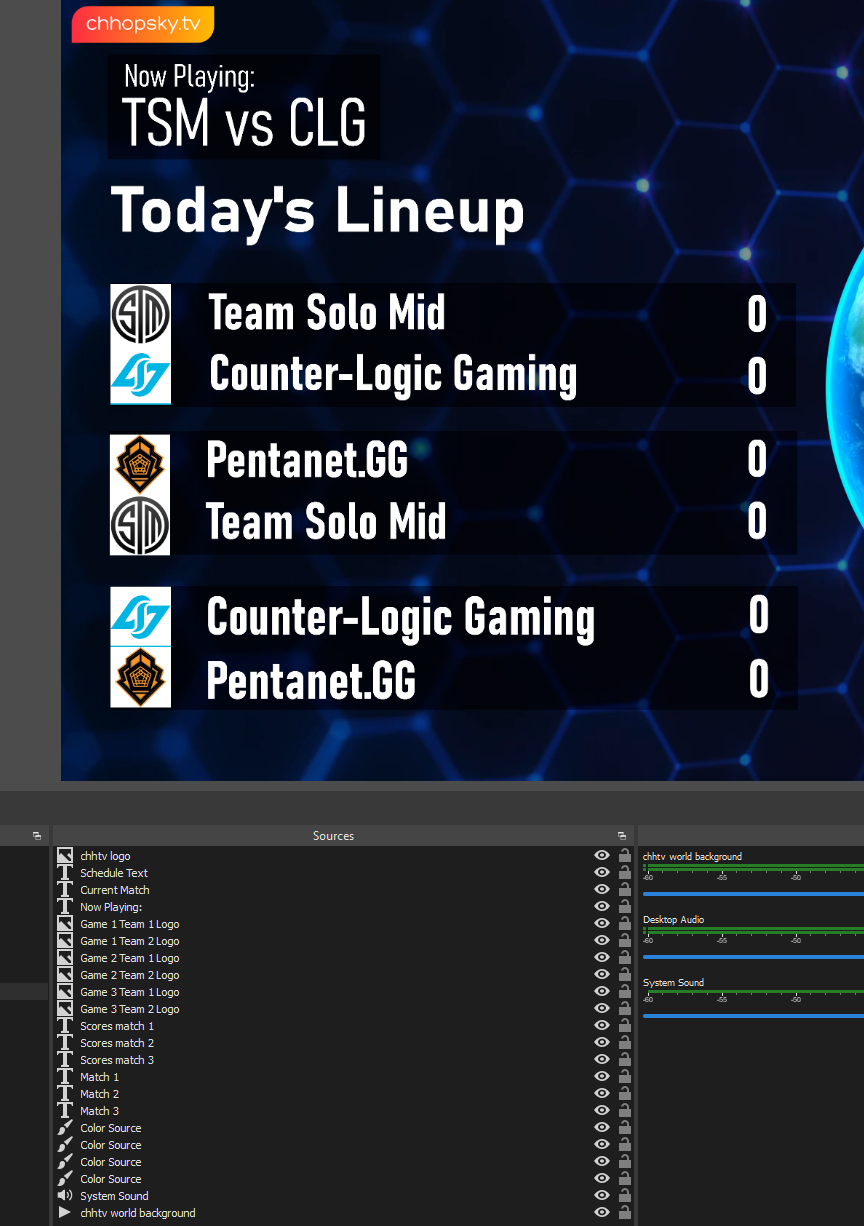 chhopsky.tv
Now Playing:
TSM vs CLG
Today's Lineup
Team Solo Mid 0
Counter-Logic Gaming 0
Pentanet.GG 0
Team Solo Mid 0
Counter-Logic Gaming 0
Pentanet.GG 0
Sources
chhtv logo
Schedule Text
Current Match
Now Playing:
Game 1 Team 1 Logo
Game 1 Team 2 Logo
Game 2 Team 1 Logo
Game 2 Team 2 Logo
Game 3 Team 1 Logo
Game 3 Team 2 Logo
Scores match 1
Scores match 2
Scores match 3
Match 1
Match 2
Match 3
Color Source
Color Source
Color Source
Color Source
System Sound
chhtv world background
chhtv world background
-60 -55 -50
Desktop Audio
-60 -55 -50
System Sound
-60 -55 -50